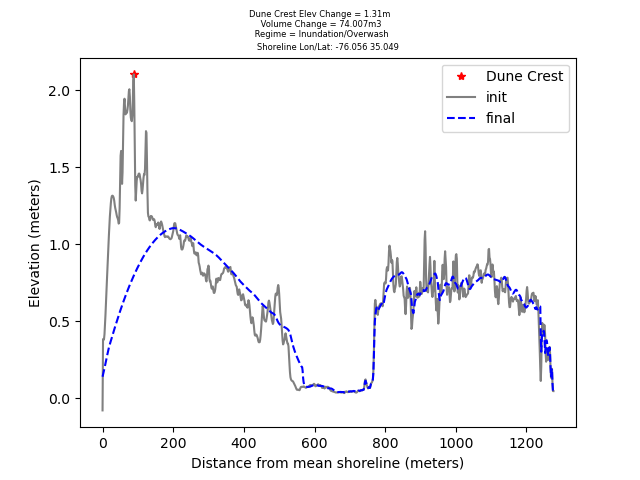 Dune Crest Elev Change = 1.31m
Volume Change = 74.007m3
Regime = Inundation/Overwash
Shoreline Lon/Lat: -76.056 35.049
Dune Crest
init
final
2.0
1.5
1.0
0.5
0.0
Elevation (meters)
0 200 400 600 800 1000 1200
Distance from mean shoreline (meters)